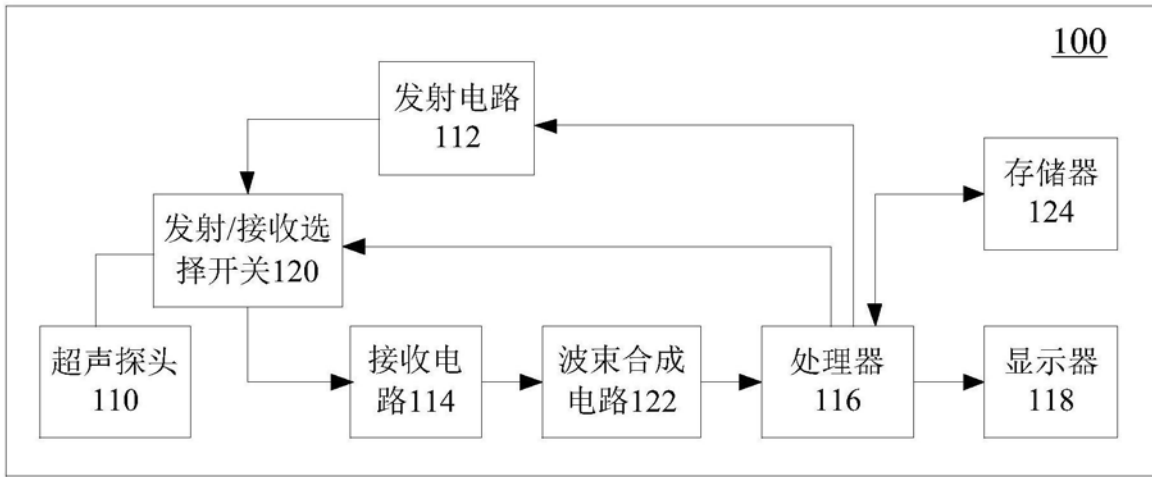 100
发射电路
112
存储器
124
发射/接收选
择开关120
超声探头
110
接收电
路114
波束合成
电路122
处理器
116
显示器
118